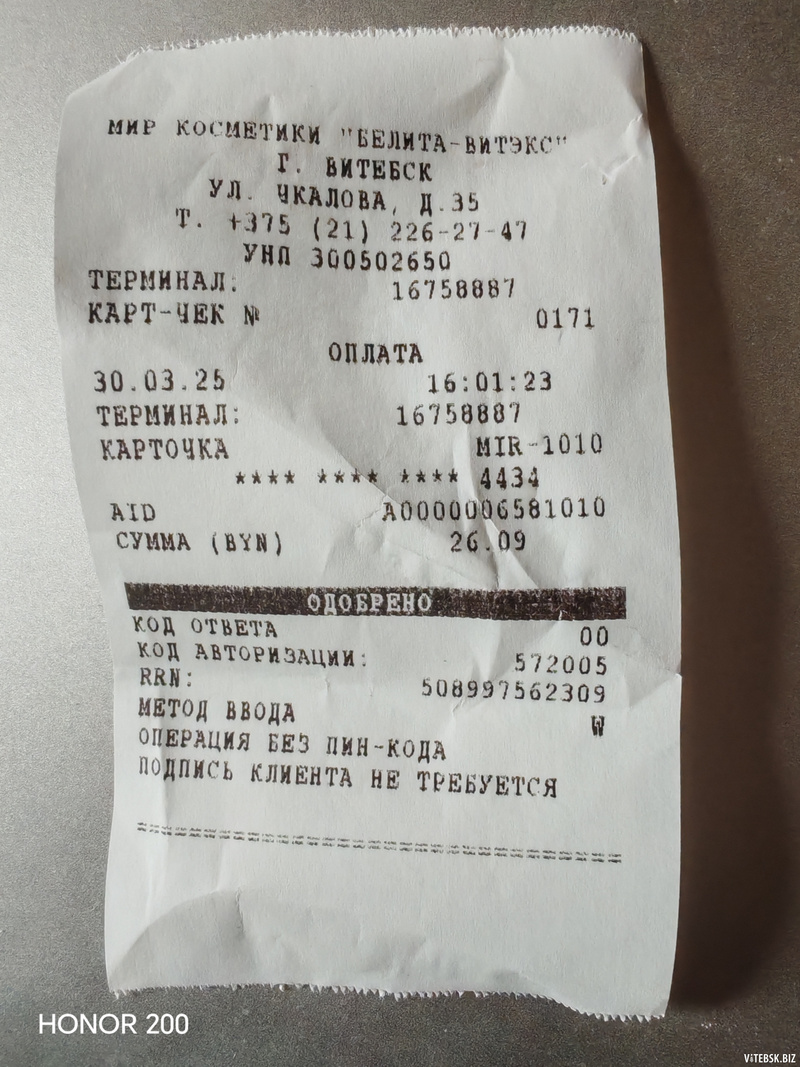 МИР КОСМЕТИКИ "БЕЛИТА-ВИТЭКС"
Г. ВИТЕБСК
УЛ. ЧКАЛОВА, Д.35
Т. +375 (21) 226-27-47
УНП 300502650
ТЕРМИНАЛ: 16758887
КАРТ-ЧЕК № 0171
ОПЛАТА
30.03.25 16:01:23
ТЕРМИНАЛ: 16758887
КАРТОЧКА MIR-1010
**** **** **** 4434
AID A0000006581010
СУММА (BYN) 26.09
ОДОБРЕНО
КОД ОТВЕТА 00
КОД АВТОРИЗАЦИИ: 572005
RRN: 508997562309
МЕТОД ВВОДА W
ОПЕРАЦИЯ БЕЗ ПИН-КОДА
ПОДПИСЬ КЛИЕНТА НЕ ТРЕБУЕТСЯ
HONOR 200
ViTEBSK.BIZ